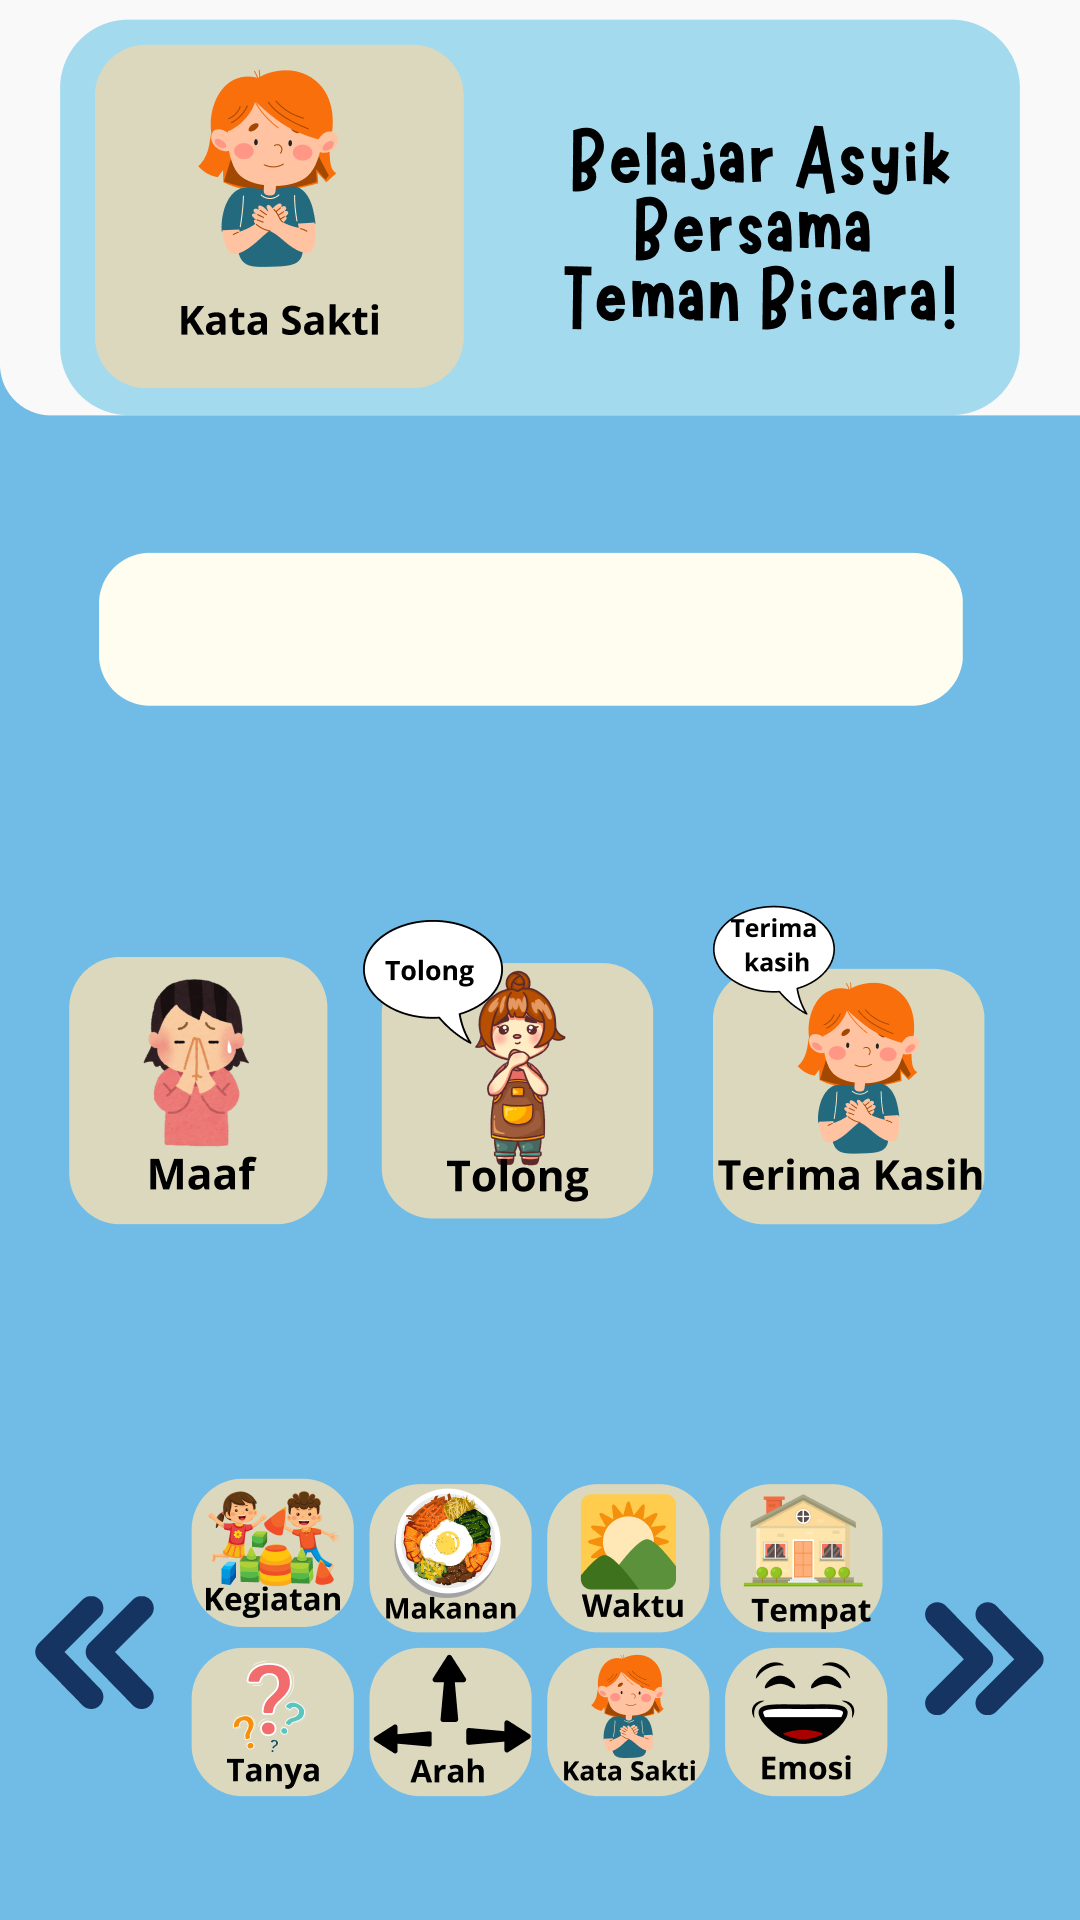 Kata Sakti
Belajar Asyik
Bersama
Teman Bicara!
Tolong
Terima
kasih
Maaf
Tolong
Terima Kasih
Kegiatan
Makanan
Waktu
Tempat
Tanya
Arah
Kata Sakti
Emosi